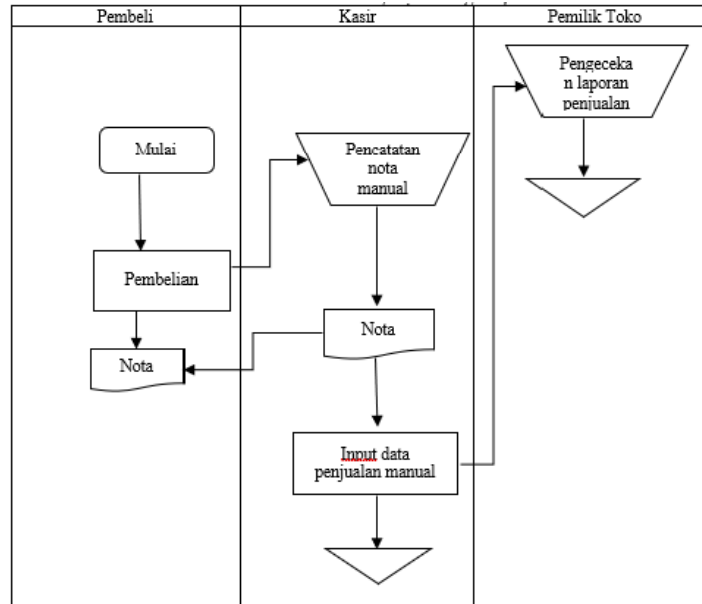 Pembeli
Kasir
Pemilik Toko
Mulai
Pembelian
Nota
Pencatatan
nota
manual
Nota
Input data
penjualan manual
Pengeceka
n laporan
penjualan